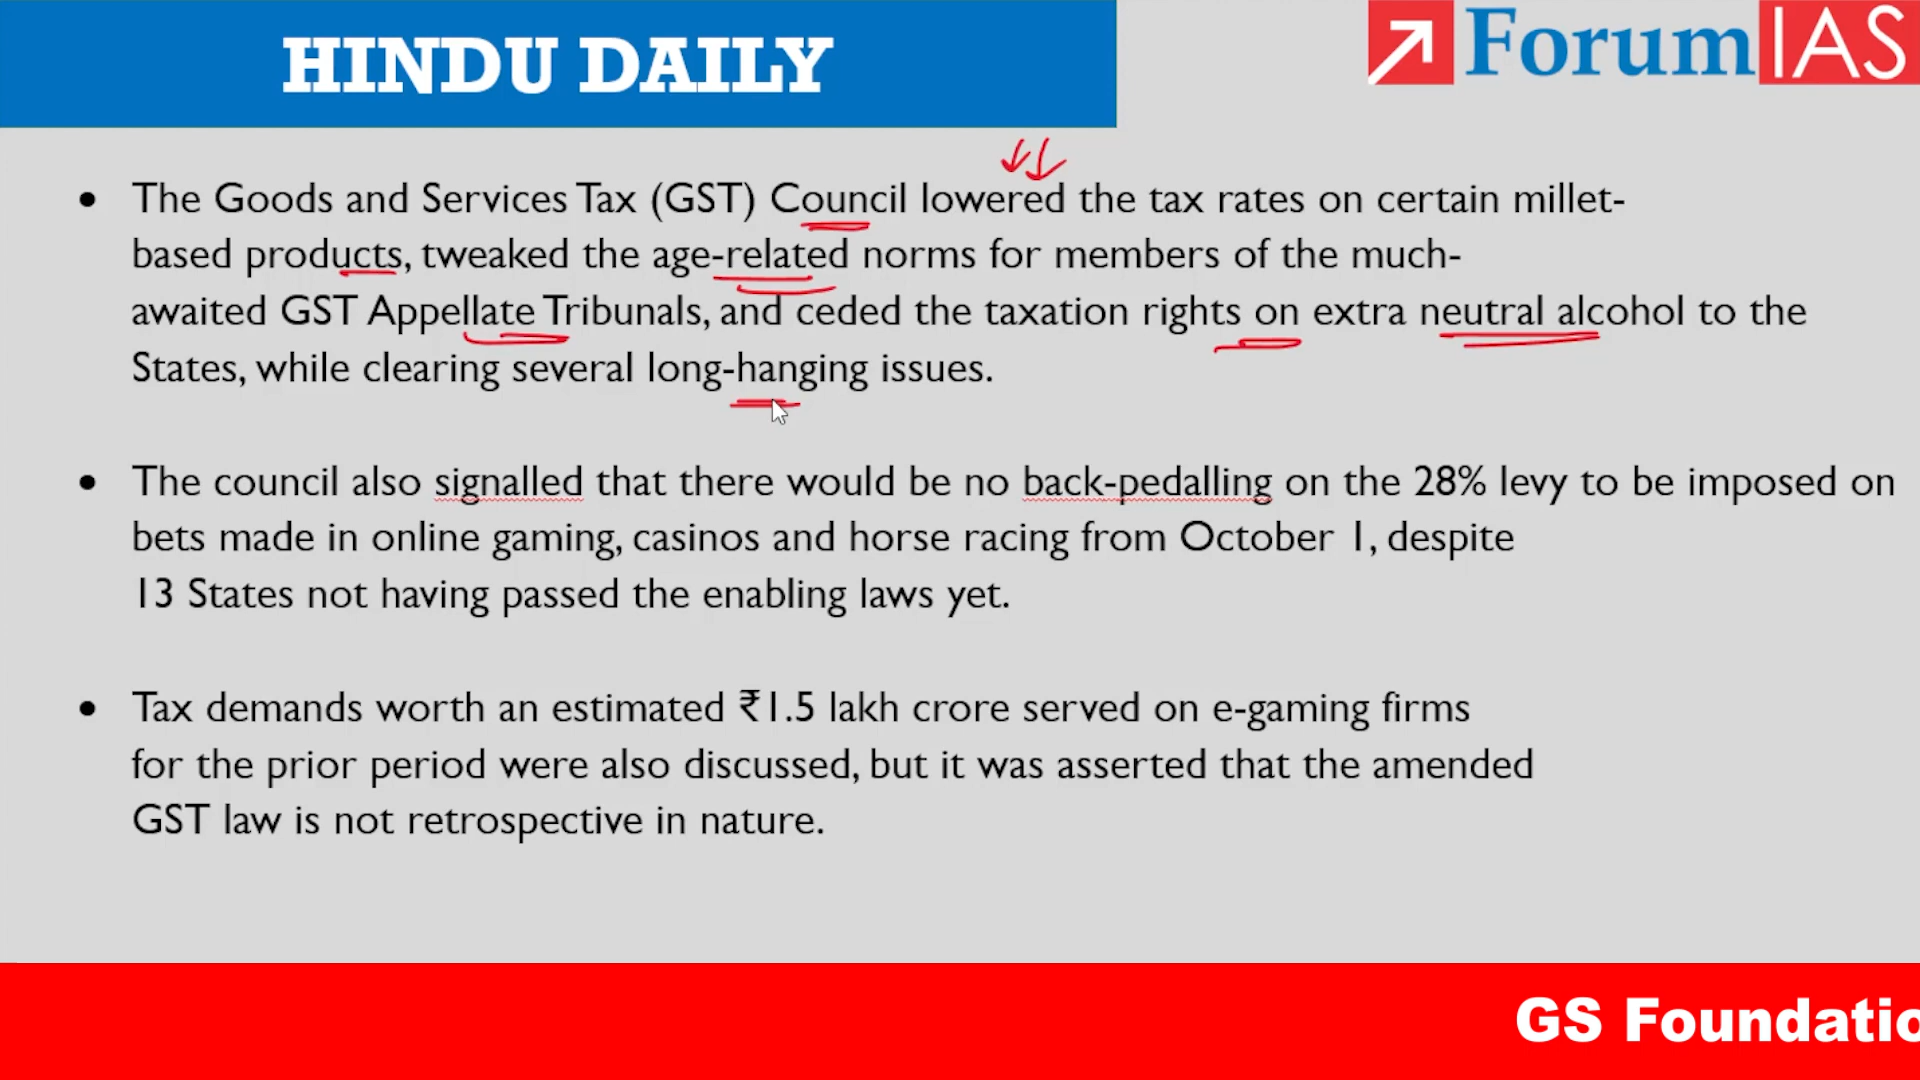 HINDU DAILY
ForumIAS
• The Goods and Services Tax (GST) Council lowered the tax rates on certain millet-
based products, tweaked the age-related norms for members of the much-
awaited GST Appellate Tribunals, and ceded the taxation rights on extra neutral alcohol to the
States, while clearing several long-hanging issues.
• The council also signalled that there would be no back-pedalling on the 28% levy to be imposed on
bets made in online gaming, casinos and horse racing from October 1, despite
13 States not having passed the enabling laws yet.
• Tax demands worth an estimated ₹1.5 lakh crore served on e-gaming firms
for the prior period were also discussed, but it was asserted that the amended
GST law is not retrospective in nature.
GS Foundatio